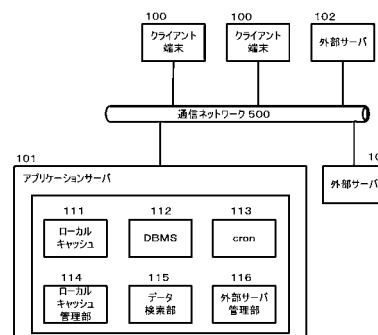 100
100
102
クライアント
端末
クライアント
端末
外部サーバ
通信ネットワーク 500
101
アプリケーションサーバ
外部サーバ
111
112
113
ローカル
キャッシュ
DBMS
cron
114
115
116
ローカル
キャッシュ
管理部
データ
検索部
外部サーバ
管理部